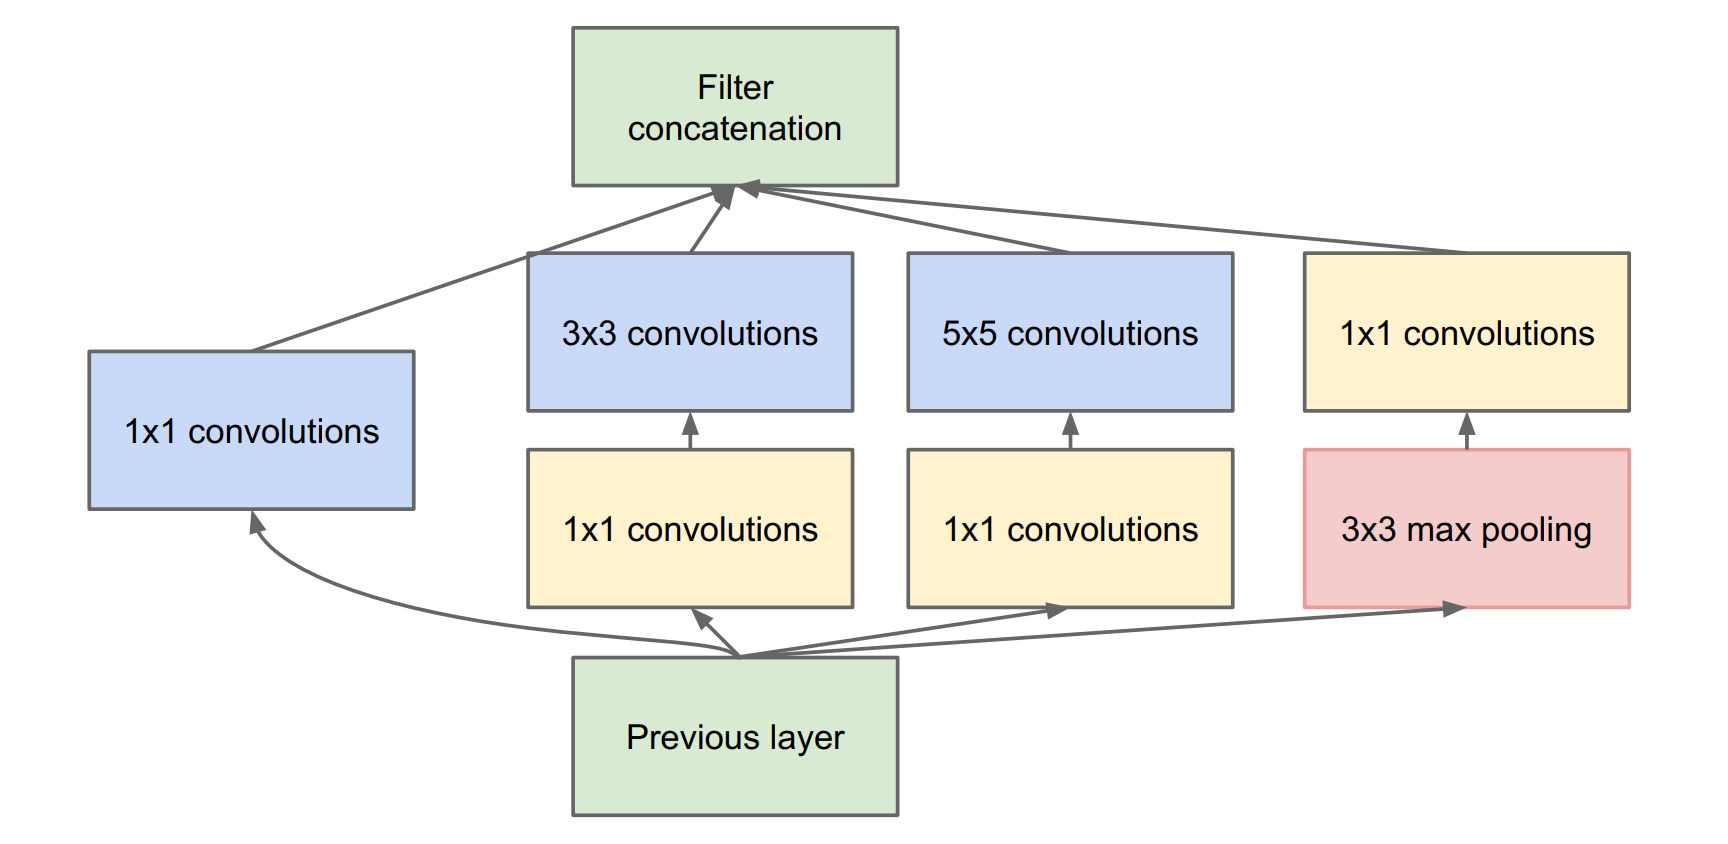 Filter
concatenation
3x3 convolutions
5x5 convolutions
1x1 convolutions
1x1 convolutions
1x1 convolutions
1x1 convolutions
3x3 max pooling
Previous layer